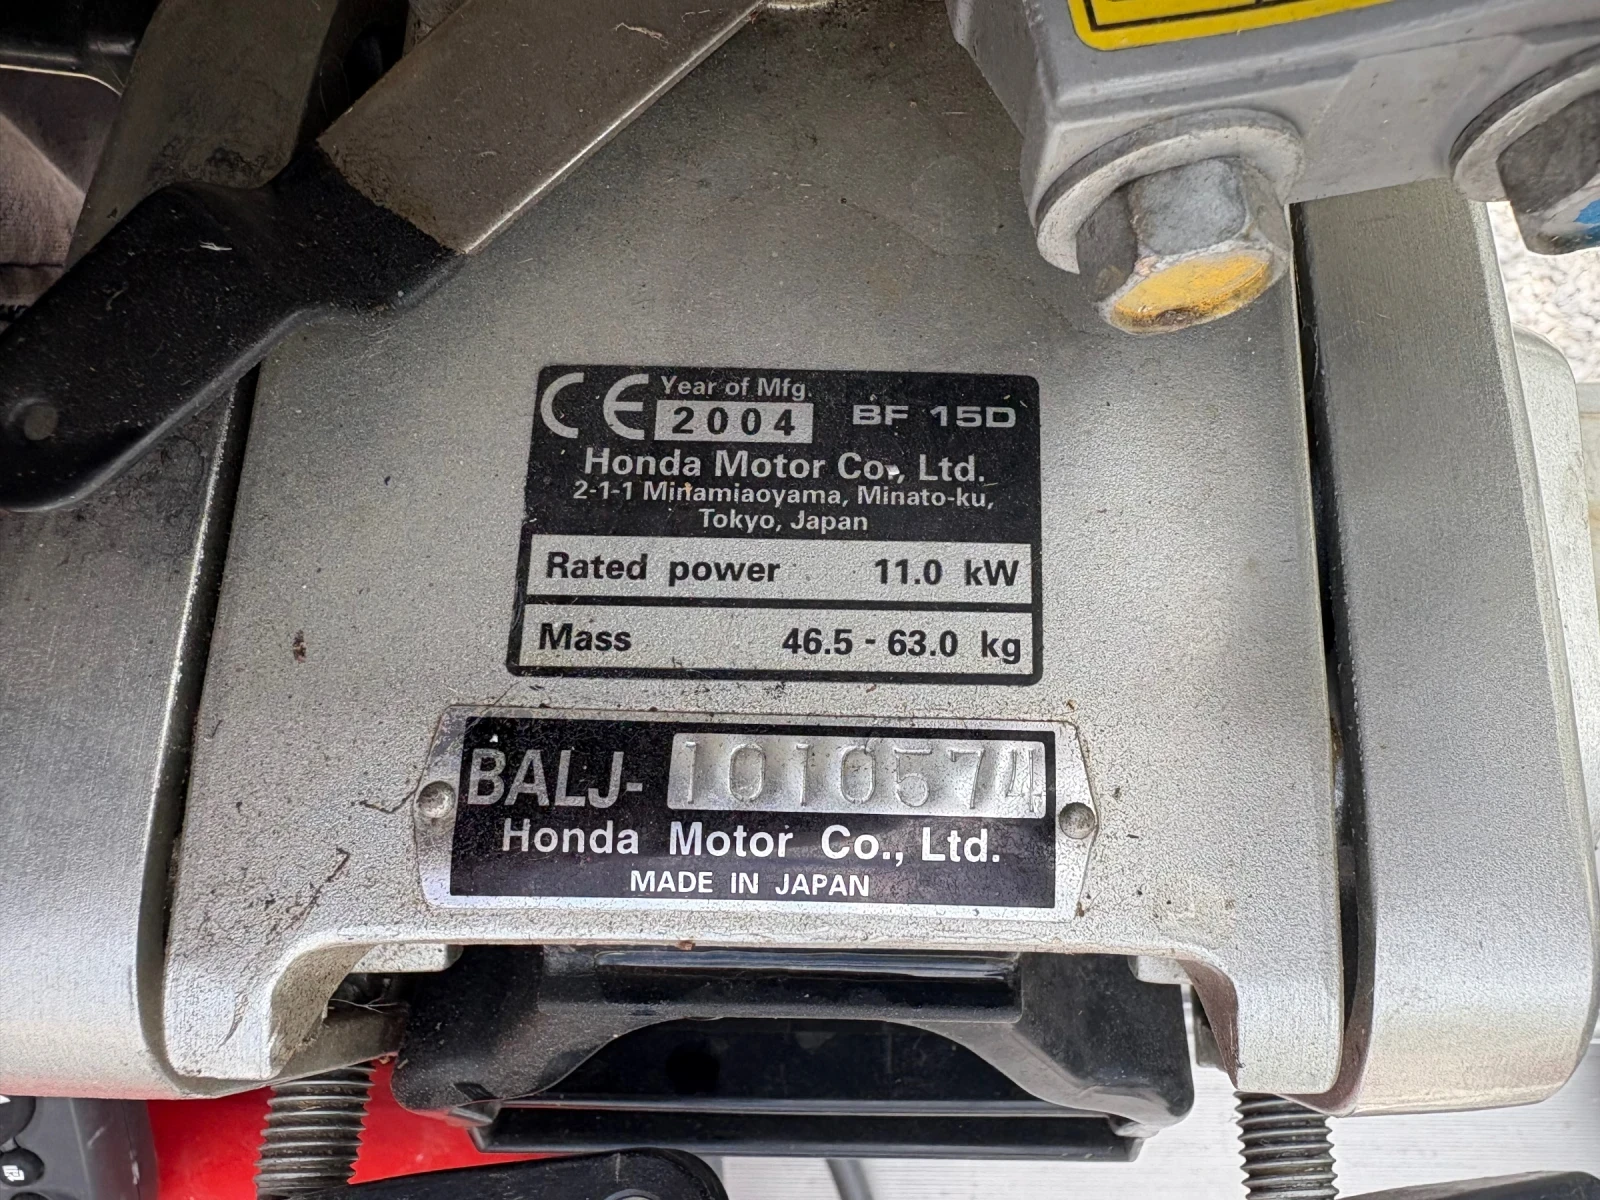 CE Year of Mfg.
2004 BF 15D
Honda Motor Co., Ltd.
2-1-1 Minamiaoyama, Minato-ku,
Tokyo, Japan
Rated power 11.0 kW
Mass 46.5 - 63.0 kg
BALJ- 1010574
Honda Motor Co., Ltd.
MADE IN JAPAN